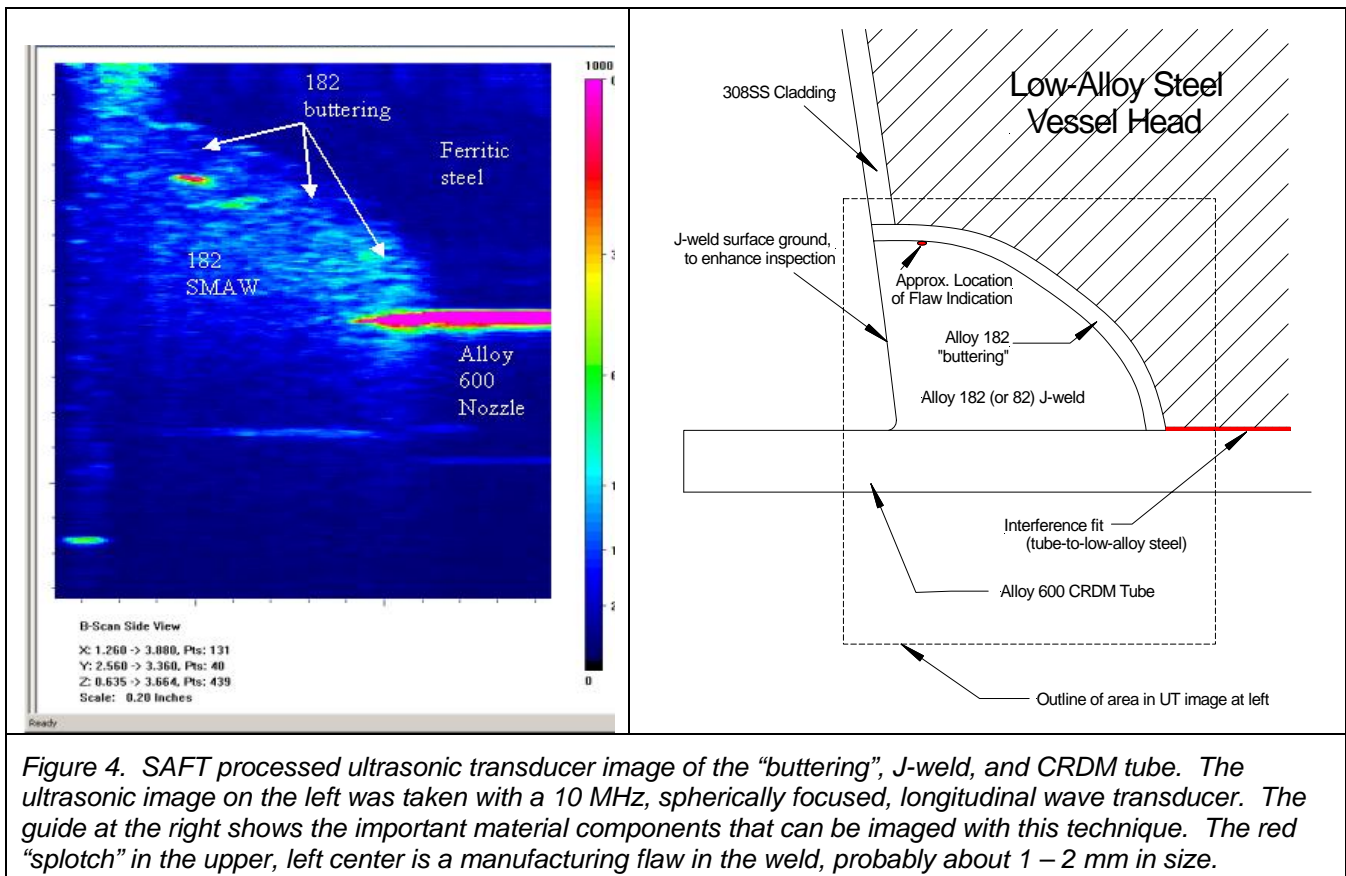 182
buttering
Ferritic
steel
182
SMAW
Alloy
600
Nozzle
1000
0
B-Scan Side View
X: 1.260 -> 3.880, Pts: 131
Y: 2.560 -> 3.360, Pts: 40
Z: 0.635 -> 3.664, Pts: 439
Scale: 0.20 Inches
Ready
Low-Alloy Steel
Vessel Head
308SS Cladding
J-weld surface ground,
to enhance inspection
Approx. Location
of Flaw Indication
Alloy 182
"buttering"
Alloy 182 (or 82) J-weld
Interference fit
(tube-to-low-alloy steel)
Alloy 600 CRDM Tube
Outline of area in UT image at left
Figure 4. SAFT processed ultrasonic transducer image of the “buttering”, J-weld, and CRDM tube. The
ultrasonic image on the left was taken with a 10 MHz, spherically focused, longitudinal wave transducer. The
guide at the right shows the important material components that can be imaged with this technique. The red
“splotch” in the upper, left center is a manufacturing flaw in the weld, probably about 1 – 2 mm in size.